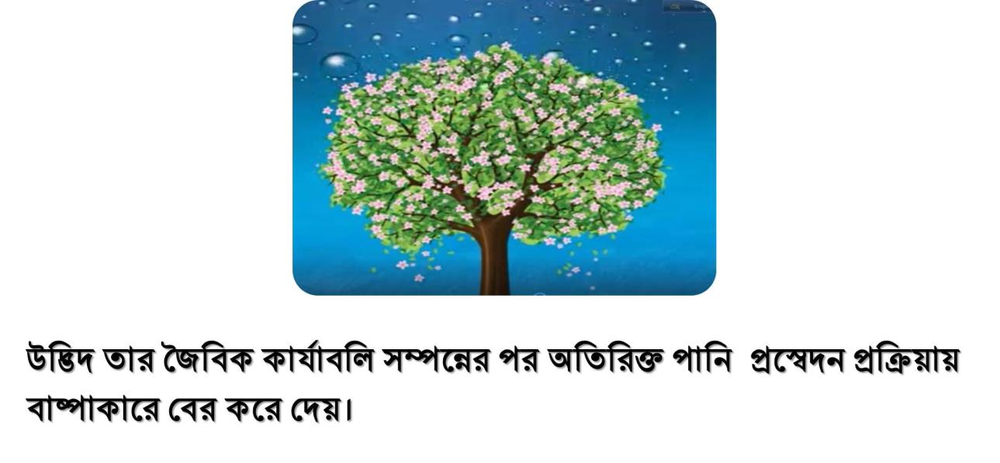 উদ্ভিদ তার জৈবিক কার্যাবলি সম্পন্নের পর অতিরিক্ত পানি প্রস্বেদন প্রক্রিয়ায়
বাষ্পাকারে বের করে দেয়।